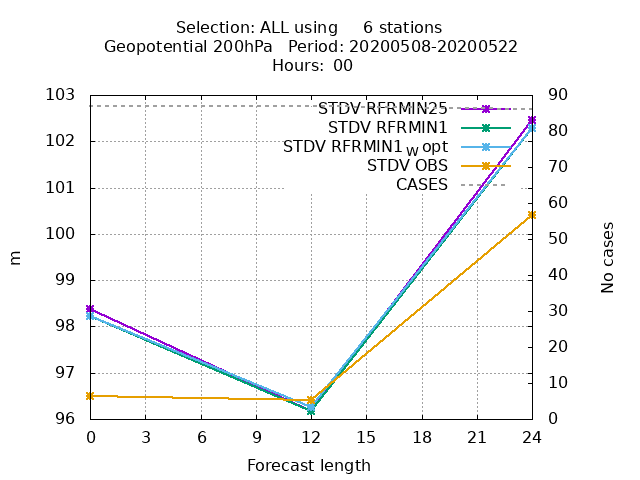 Selection: ALL using     6 stations
Geopotential 200hPa   Period: 20200508-20200522
Hours:  00
103
102
101
100
99
98
97
96
90
80
70
60
50
40
30
20
10
0
STDV RFRMIN25
STDV RFRMIN1
STDV RFRMIN1 W opt
STDV OBS
CASES
m
No cases
0 3 6 9 12 15 18 21 24
Forecast length